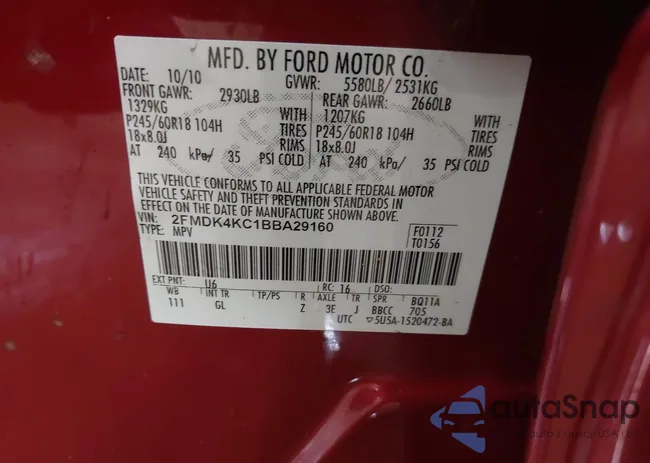 MFD. BY FORD MOTOR CO.
DATE: 10/10 GVWR: 5580LB/ 2531KG
FRONT GAWR: 2930LB REAR GAWR: 2660LB
1329KG WITH 1207KG WITH
P245/60R18 104H TIRES P245/60R18 104H TIRES
18x8.0J RIMS 18x8.0J RIMS
AT 240 kPa/ 35 PSI COLD AT 240 kPa/ 35 PSI COLD
THIS VEHICLE CONFORMS TO ALL APPLICABLE FEDERAL MOTOR
VEHICLE SAFETY AND THEFT PREVENTION STANDARDS IN
EFFECT ON THE DATE OF MANUFACTURE SHOWN ABOVE.
VIN: 2FMDK4KC1BBA29160 F0112
TYPE: MPV T0156
EXT PNT: U6 RC: 16 DSO:
WB INT TR TP/PS R AXLE TR SPR BQ11A
111 GL Z 3E J BBCC 705
UTC ▽5U5A-1520472-BA
autoSnap